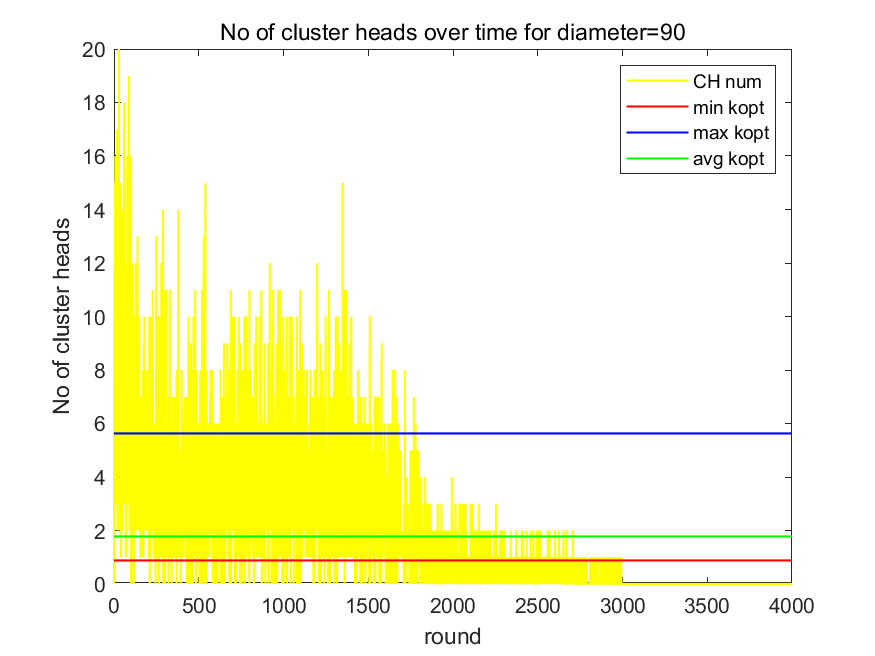 No of cluster heads over time for diameter=90
20
18
16
14
12
10
8
6
4
2
0
No of cluster heads
CH num
min kopt
max kopt
avg kopt
0 500 1000 1500 2000 2500 3000 3500 4000
round